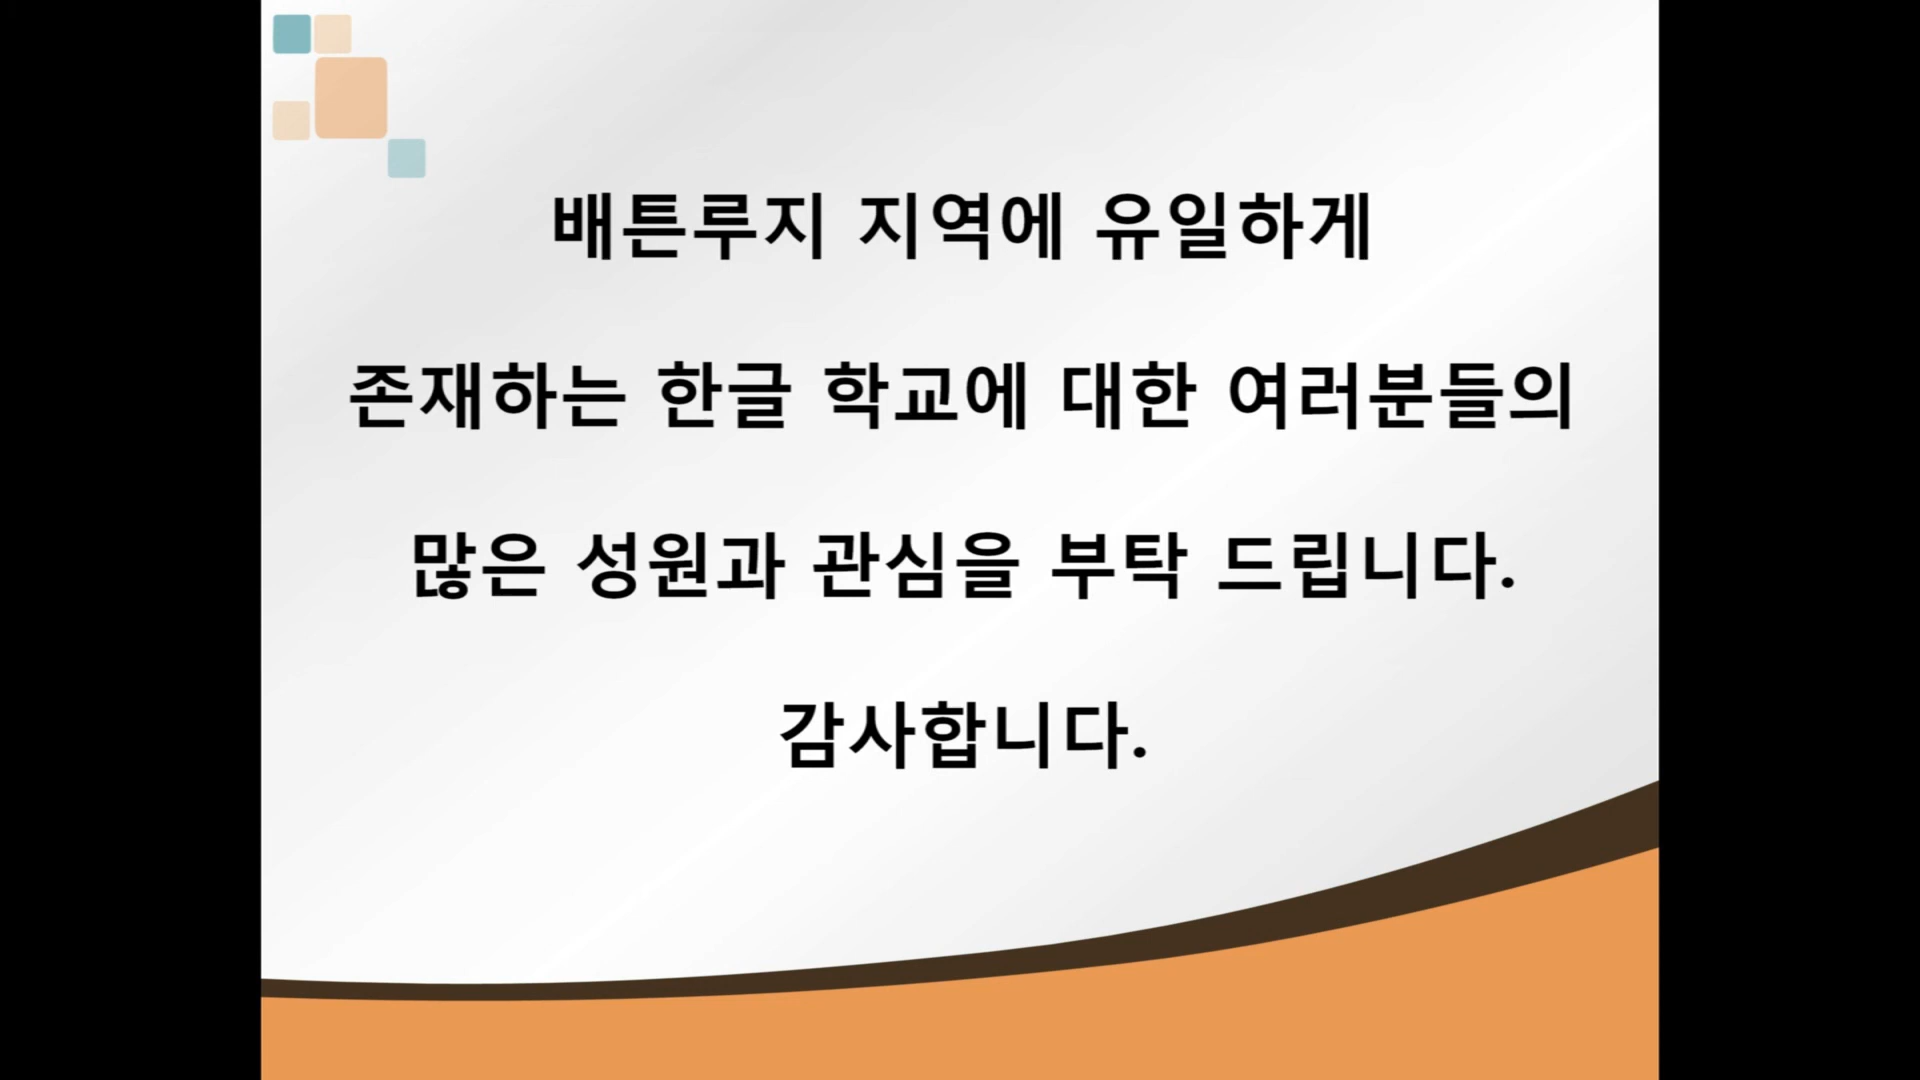 배튼루지 지역에 유일하게
존재하는 한글 학교에 대한 여러분들의
많은 성원과 관심을 부탁 드립니다.
감사합니다.